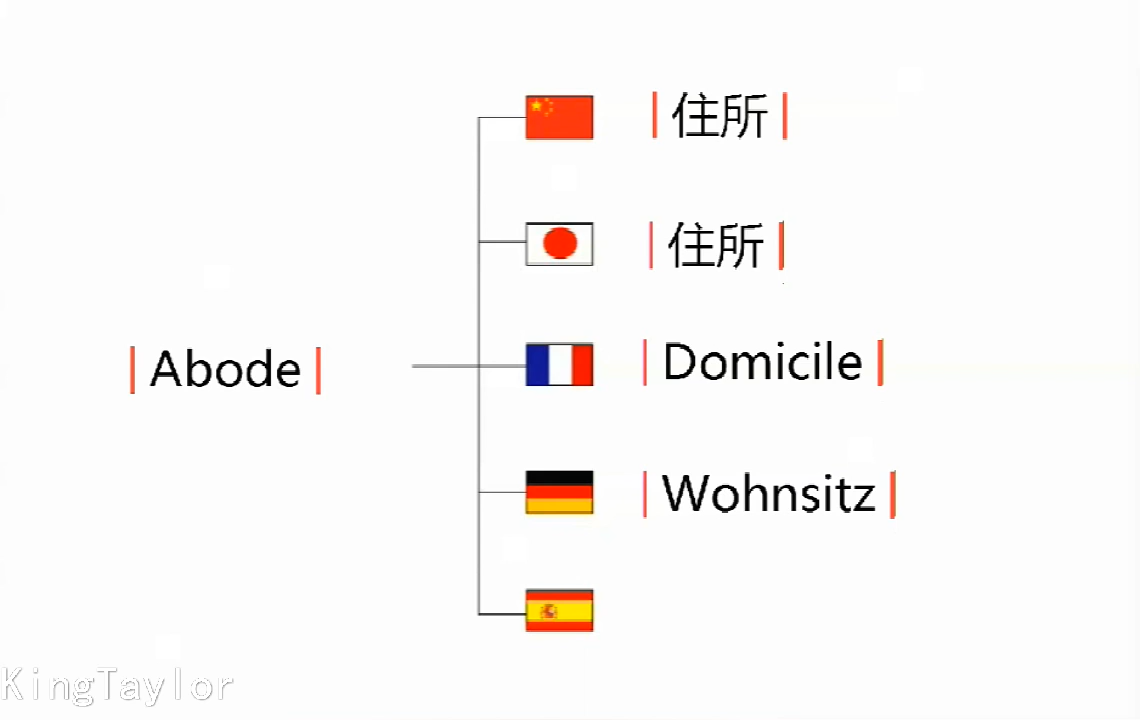 住所
住所
Abode
Domicile
Wohnsitz
KingTaylor